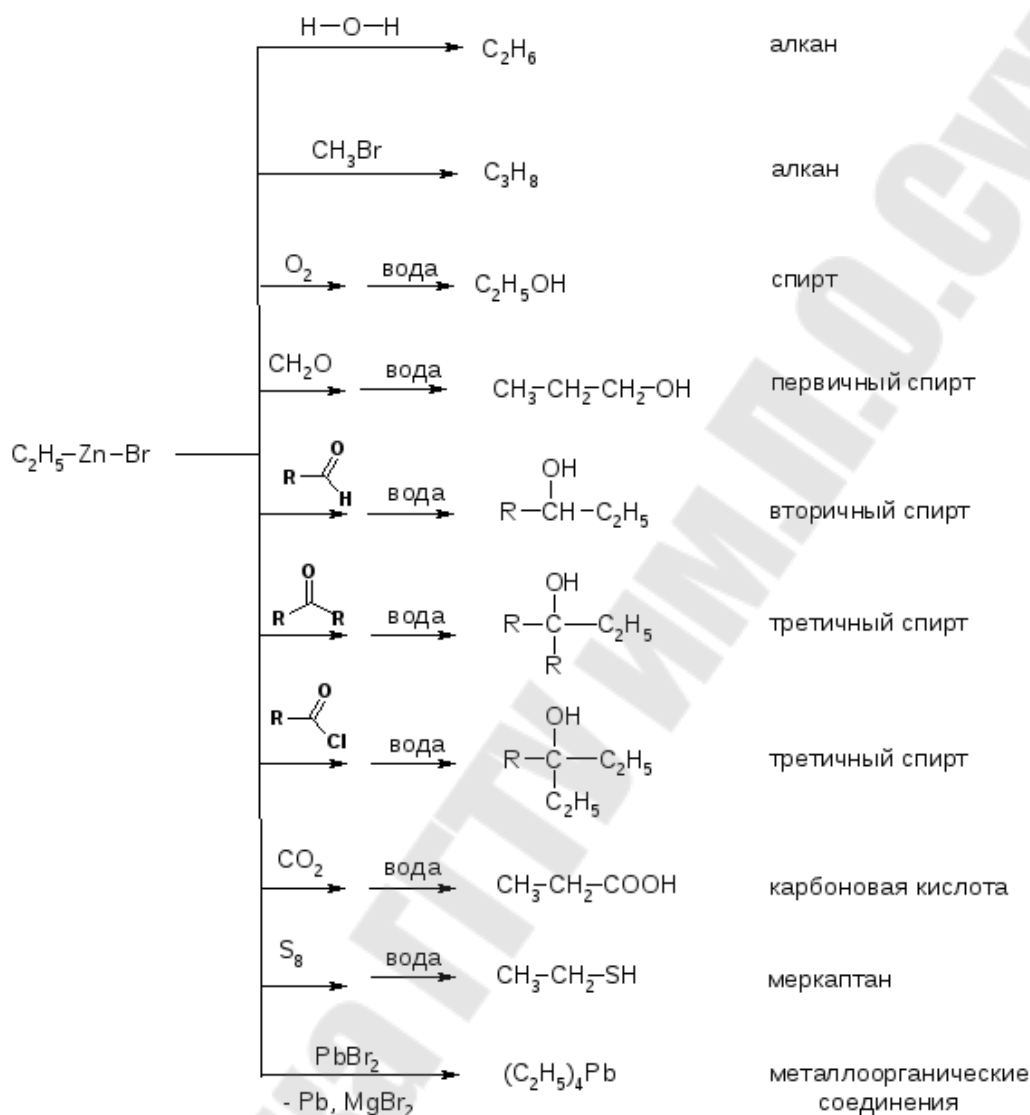 H–O–H
C₂H₆ алкан
CH₃Br
C₃H₈ алкан
O₂ вода
C₂H₅OH спирт
CH₂O вода
CH₃-CH₂-CH₂-OH первичный спирт
C₂H₅-Zn-Br
O
R H вода
OH
R-CH-C₂H₅ вторичный спирт
O
R R вода
OH
R-C-C₂H₅ третичный спирт
R
O
R Cl вода
OH
R-C-C₂H₅ третичный спирт
C₂H₅
CO₂ вода
CH₃-CH₂-COOH карбоновая кислота
S₈ вода
CH₃-CH₂-SH меркаптан
PbBr₂
(C₂H₅)₄Pb металлоорганические
соединения
- Pb, MgBr₂
ГГТУ им.П.О.Су